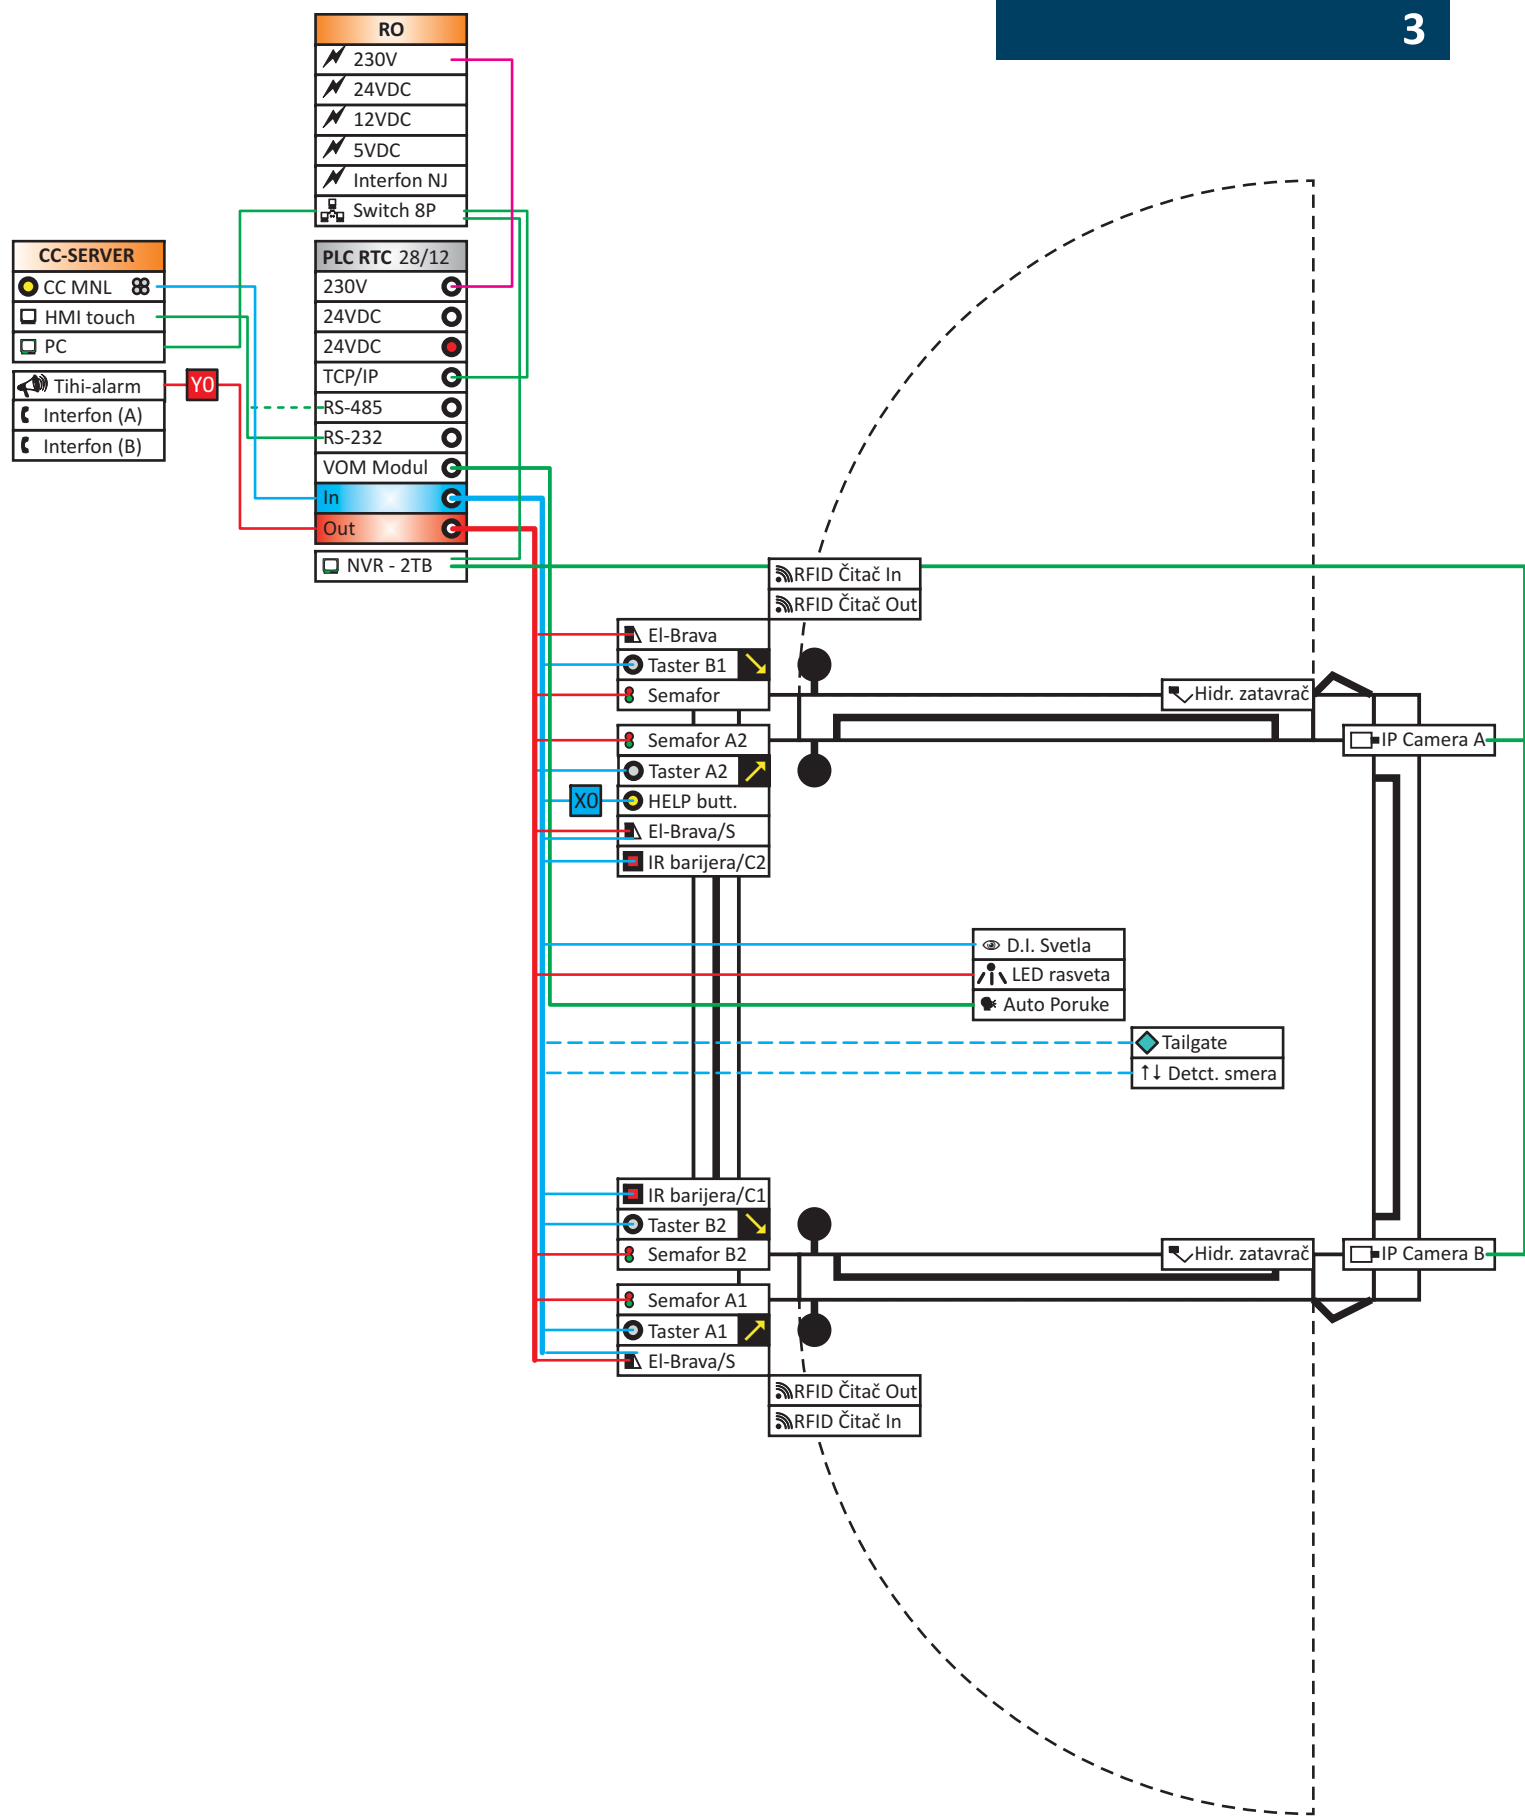 3
RO
230V
24VDC
12VDC
5VDC
Interfon NJ
Switch 8P
CC-SERVER
CC MNL
HMI touch
PC
Tihi-alarm
Interfon (A)
Interfon (B)
Y0
PLC RTC 28/12
230V
24VDC
24VDC
TCP/IP
RS-485
RS-232
VOM Modul
In
Out
NVR - 2TB
RFID Čitač In
RFID Čitač Out
El-Brava
Taster B1
Semafor
Hidr. zatavrač
Semafor A2
IP Camera A
Taster A2
X0
HELP butt.
El-Brava/S
IR barijera/C2
D.I. Svetla
LED rasveta
Auto Poruke
Tailgate
↑↓ Detct. smera
IR barijera/C1
Taster B2
Semafor B2
Hidr. zatavrač
IP Camera B
Semafor A1
Taster A1
El-Brava/S
RFID Čitač Out
RFID Čitač In